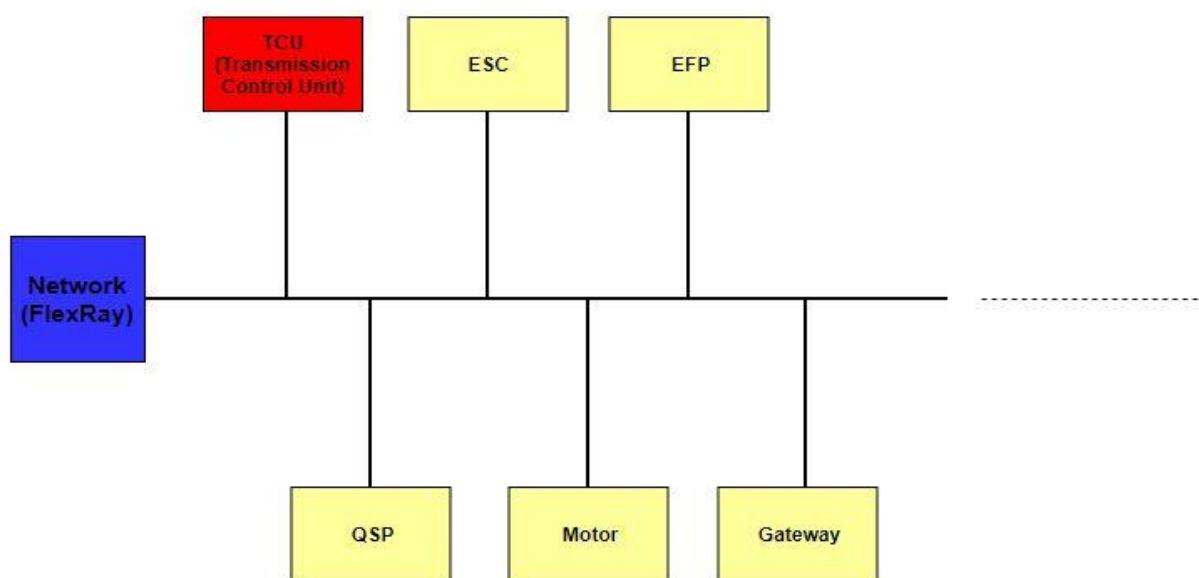 TCU
(Transmission
Control Unit)
ESC
EFP
Network
(FlexRay)
QSP
Motor
Gateway